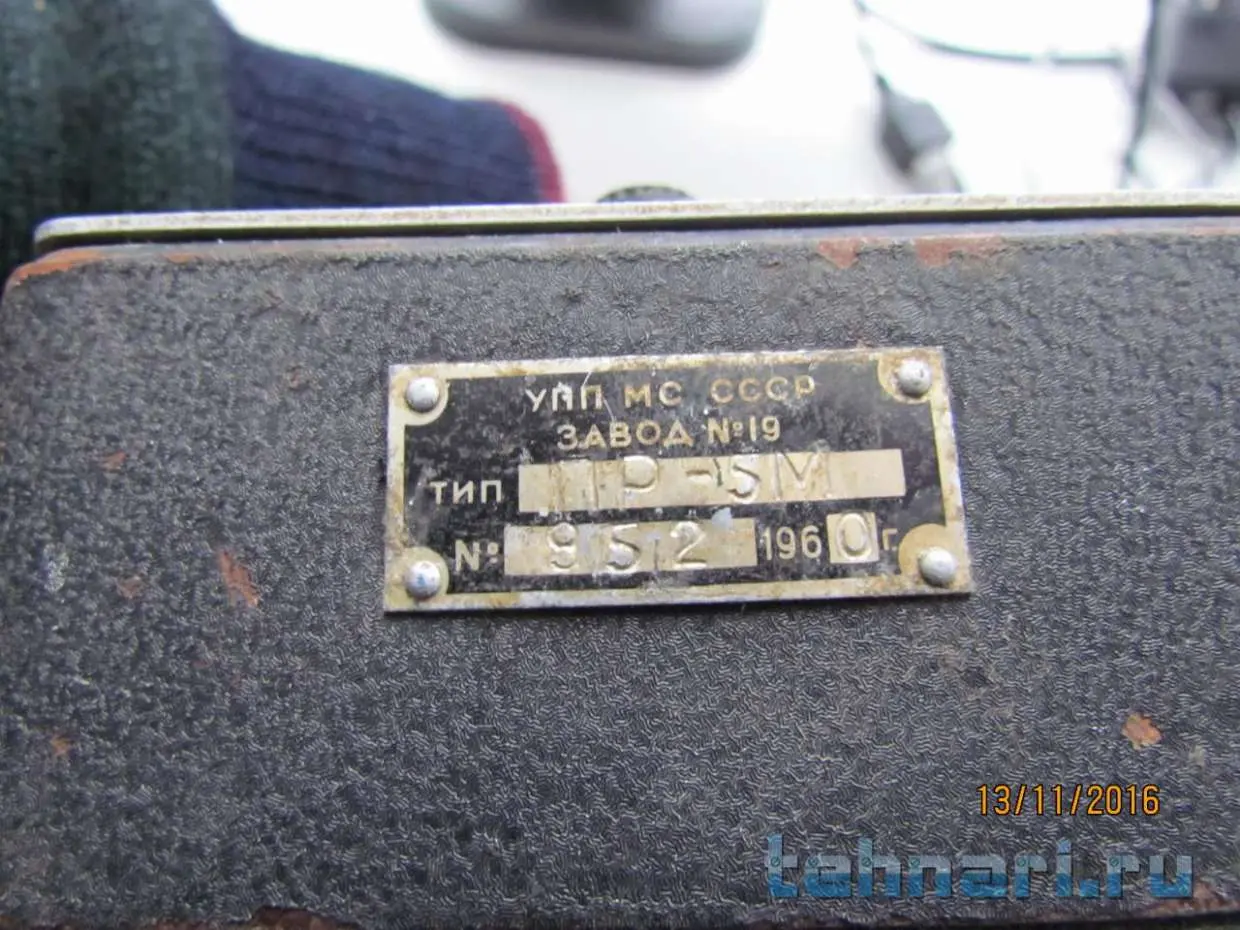 УПП МС СССР
ЗАВОД №19
ТИП ПР-5М
№ 952 1960 г.
13/11/2016
tehnari.ru